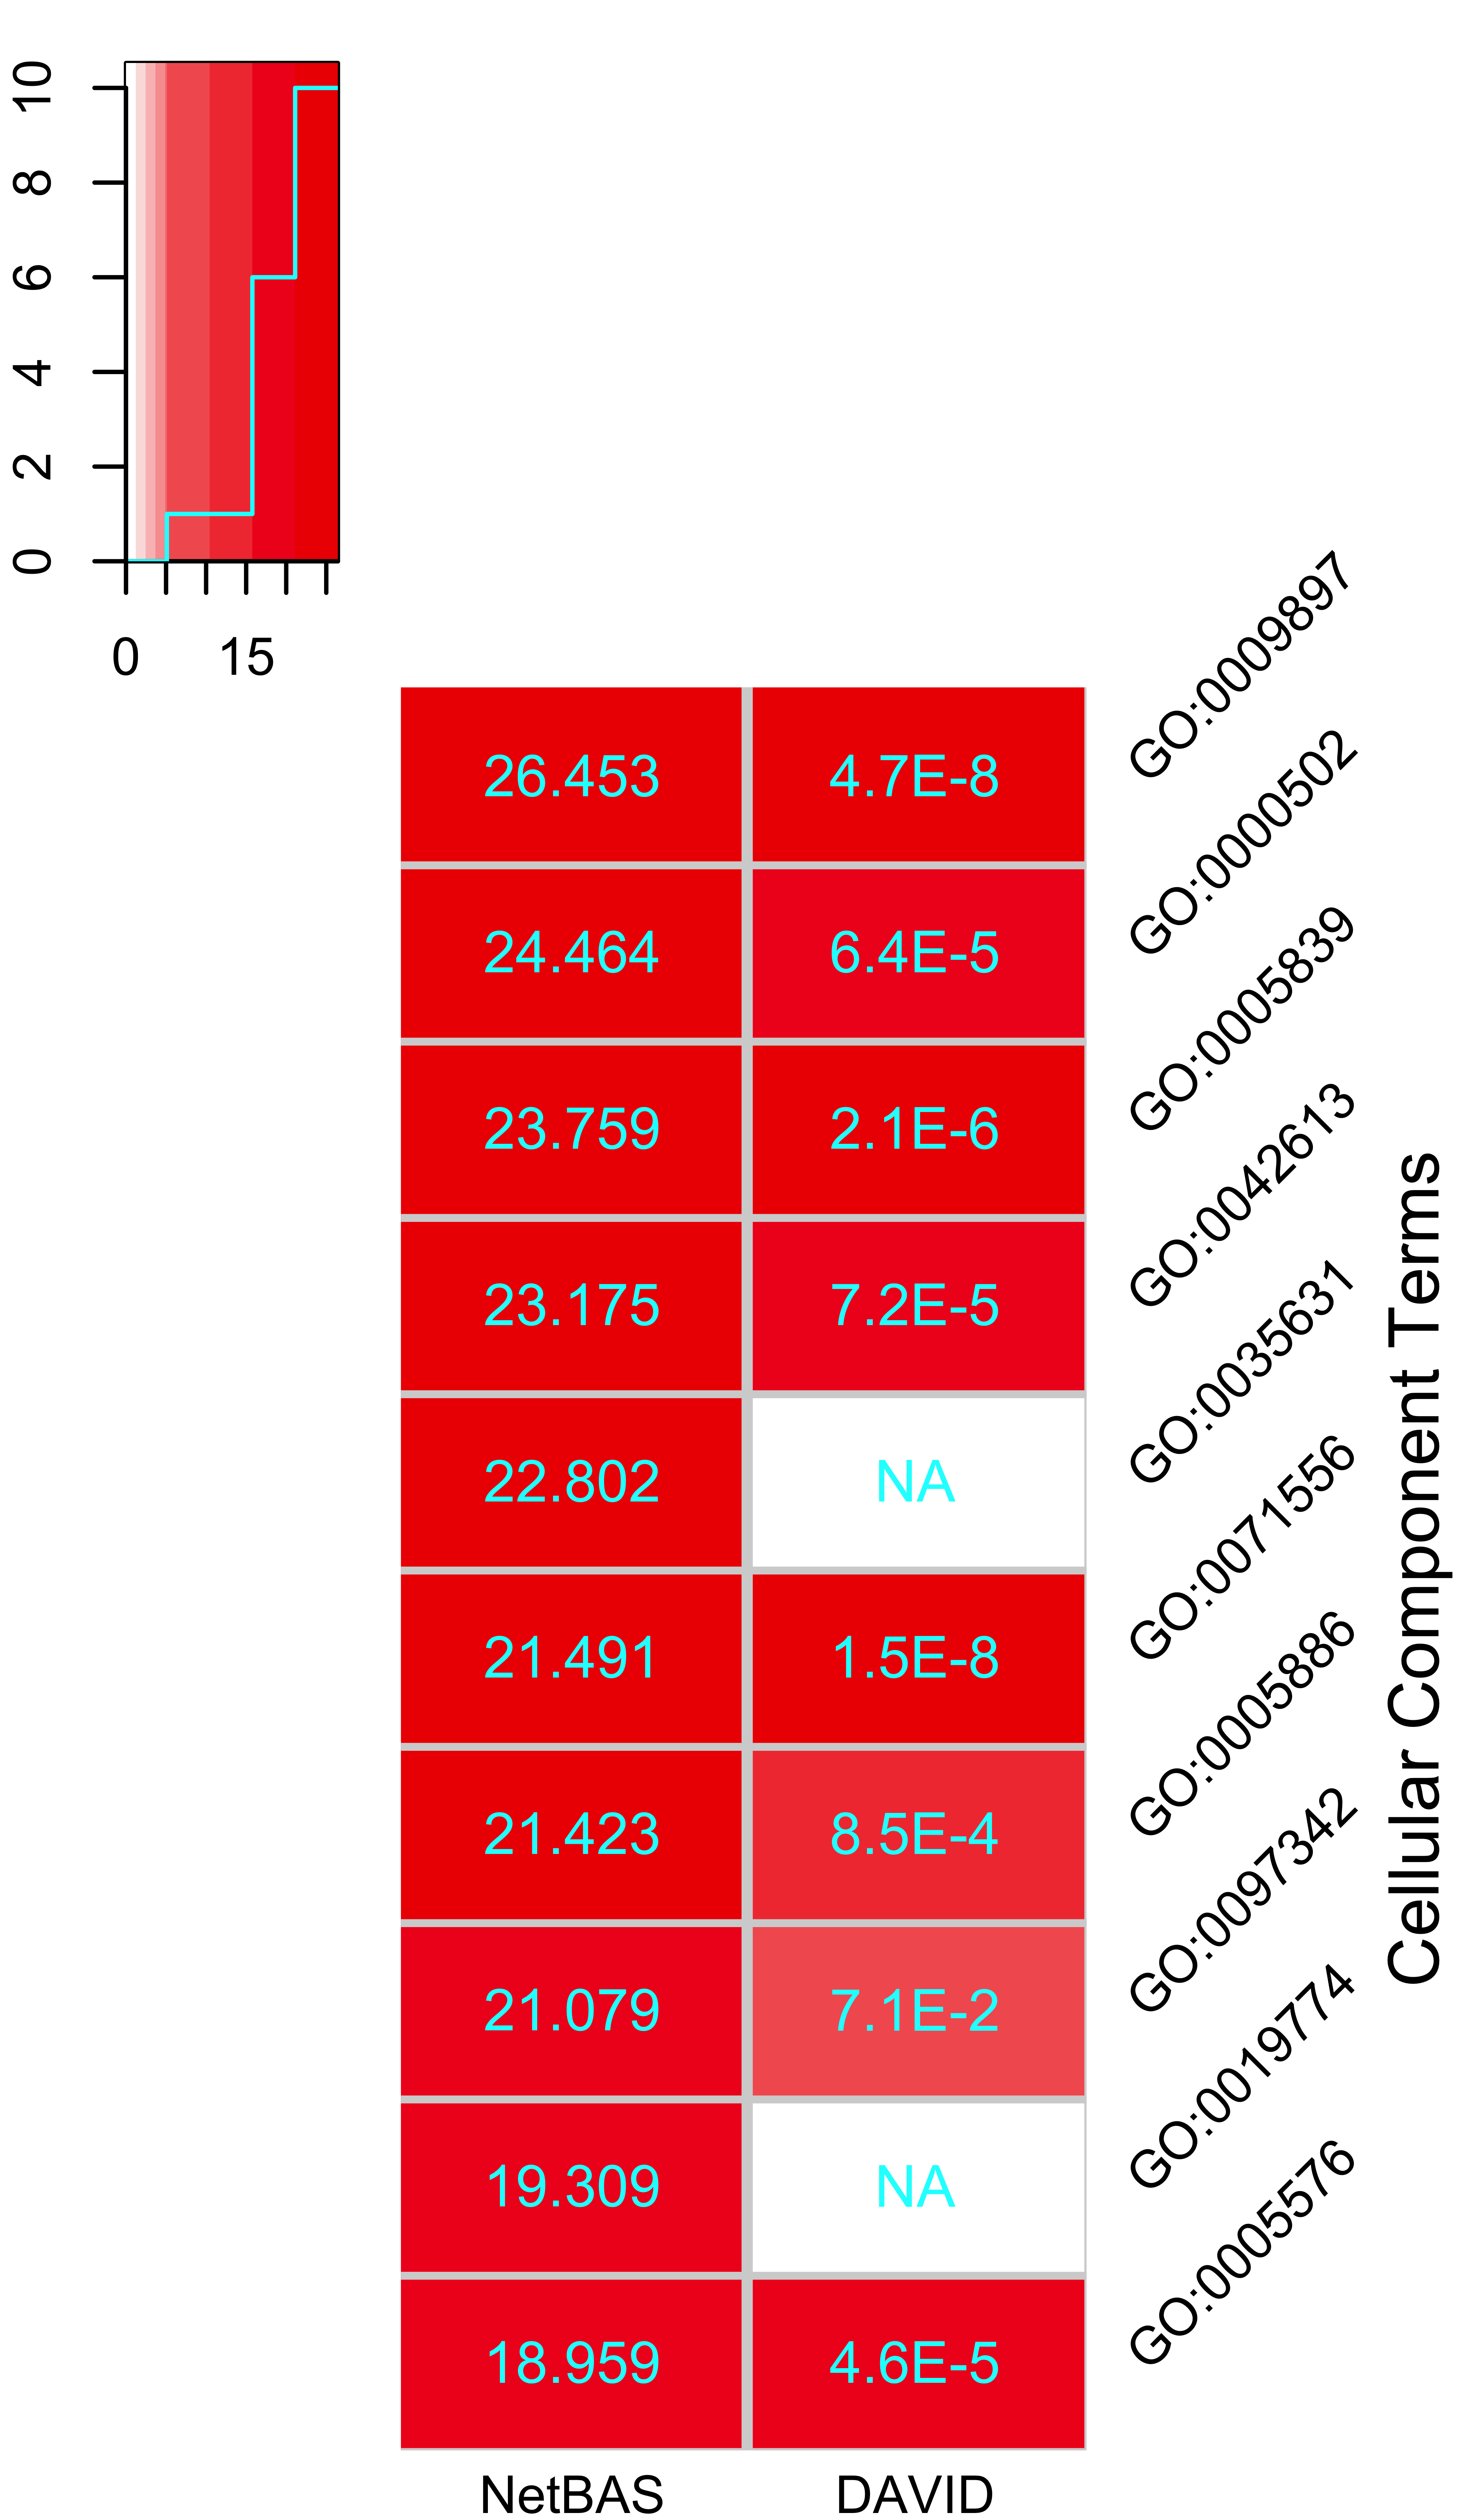 10
8
6
4
2
0
0 15
26.453 4.7E-8 GO:0009897
24.464 6.4E-5 GO:0000502
23.759 2.1E-6 GO:0005839
23.175 7.2E-5 GO:0042613
22.802 NA GO:0035631
21.491 1.5E-8 GO:0071556
21.423 8.5E-4 GO:0005886
21.079 7.1E-2 GO:0097342
19.309 NA GO:0019774
18.959 4.6E-5 GO:0005576
NetBAS DAVID
Cellular Component Terms